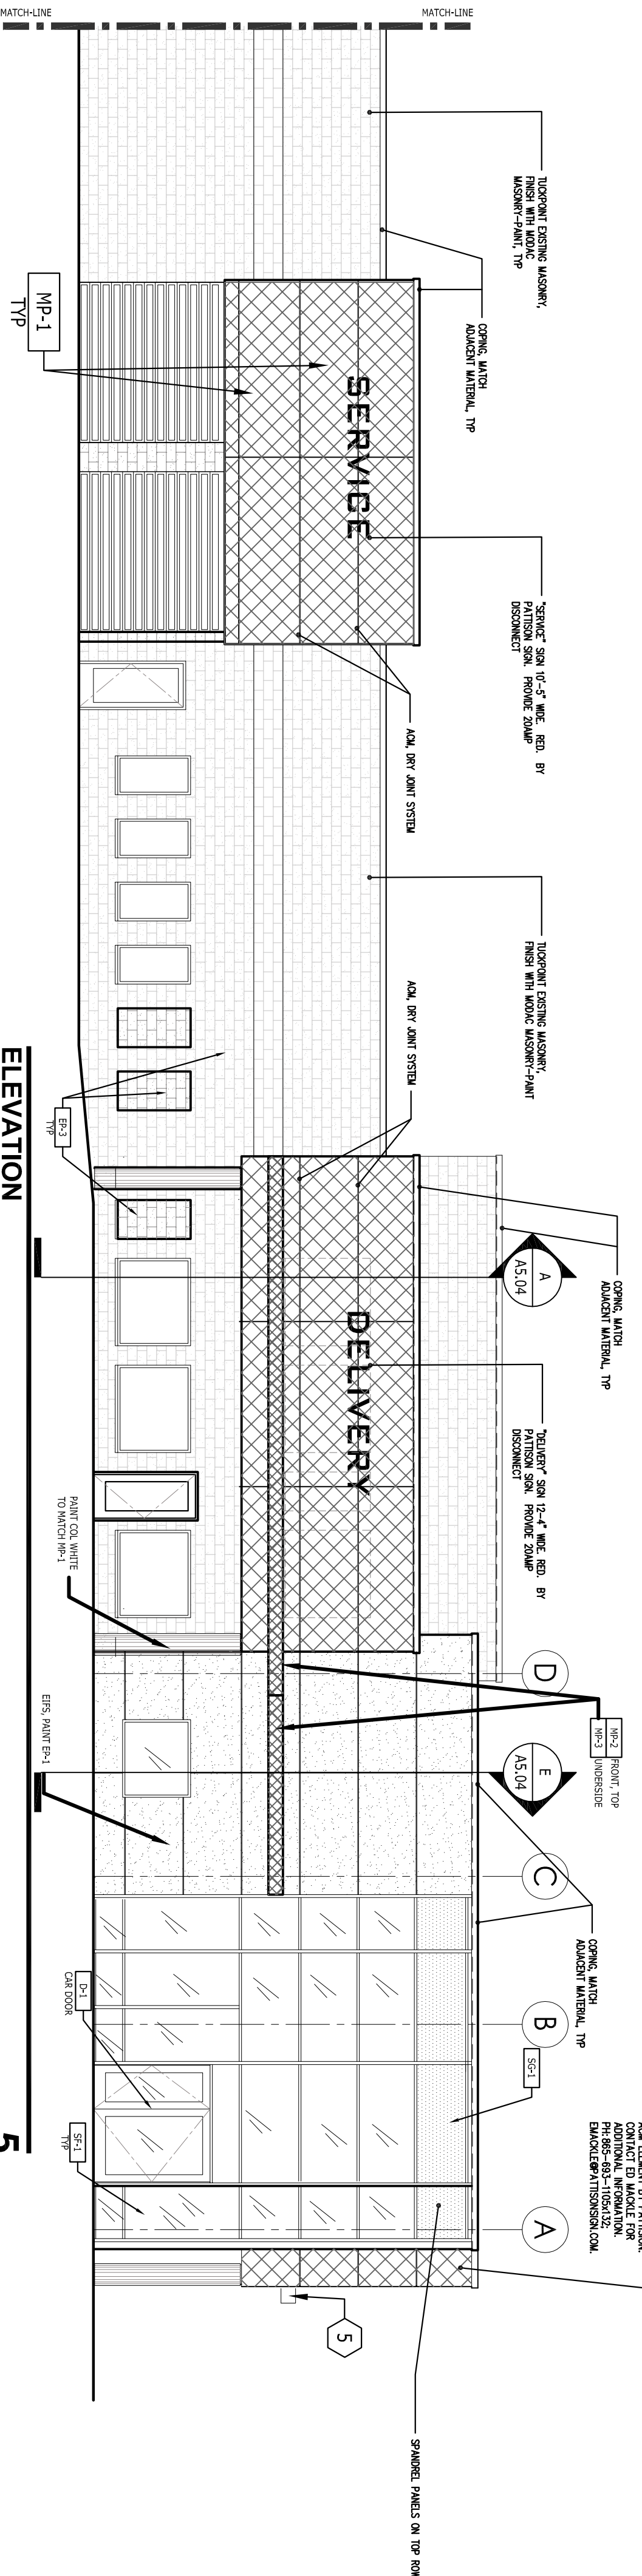 MATCH-LINE
MATCH-LINE
TUCKPOINT EXISTING MASONRY,
FINISH WITH MODAC
MASONRY-PAINT, TYP
COPING, MATCH
ADJACENT MATERIAL, TYP
MP-1
TYP
SERVICE
"SERVICE" SIGN 10'-5" WIDE. RED. BY
PATTISON SIGN. PROVIDE 20AMP
DISCONNECT
ACM, DRY JOINT SYSTEM
TUCKPOINT EXISTING MASONRY,
FINISH WITH MODAC MASONRY-PAINT
ACM, DRY JOINT SYSTEM
EP-3
TYP
ELEVATION
COPING, MATCH
ADJACENT MATERIAL, TYP
A
A5.04
DELIVERY
"DELIVERY" SIGN 12-4" WIDE. RED. BY
PATTISON SIGN. PROVIDE 20AMP
DISCONNECT
PAINT COL WHITE
TO MATCH MP-1
D
MP-2 FRONT, TOP
MP-3 UNDERSIDE
EIFS, PAINT EP-1
E
A5.04
C
COPING, MATCH
ADJACENT MATERIAL, TYP
B
SG-1
D-1
CAR DOOR
SF-1
TYP
A
CONTACT ED MACKLE FOR
ADDITIONAL INFORMATION.
PH: 865-693-1105x132;
EMACKLE@PATTISONSIGN.COM.
5
SPANDREL PANELS ON TOP ROW
5